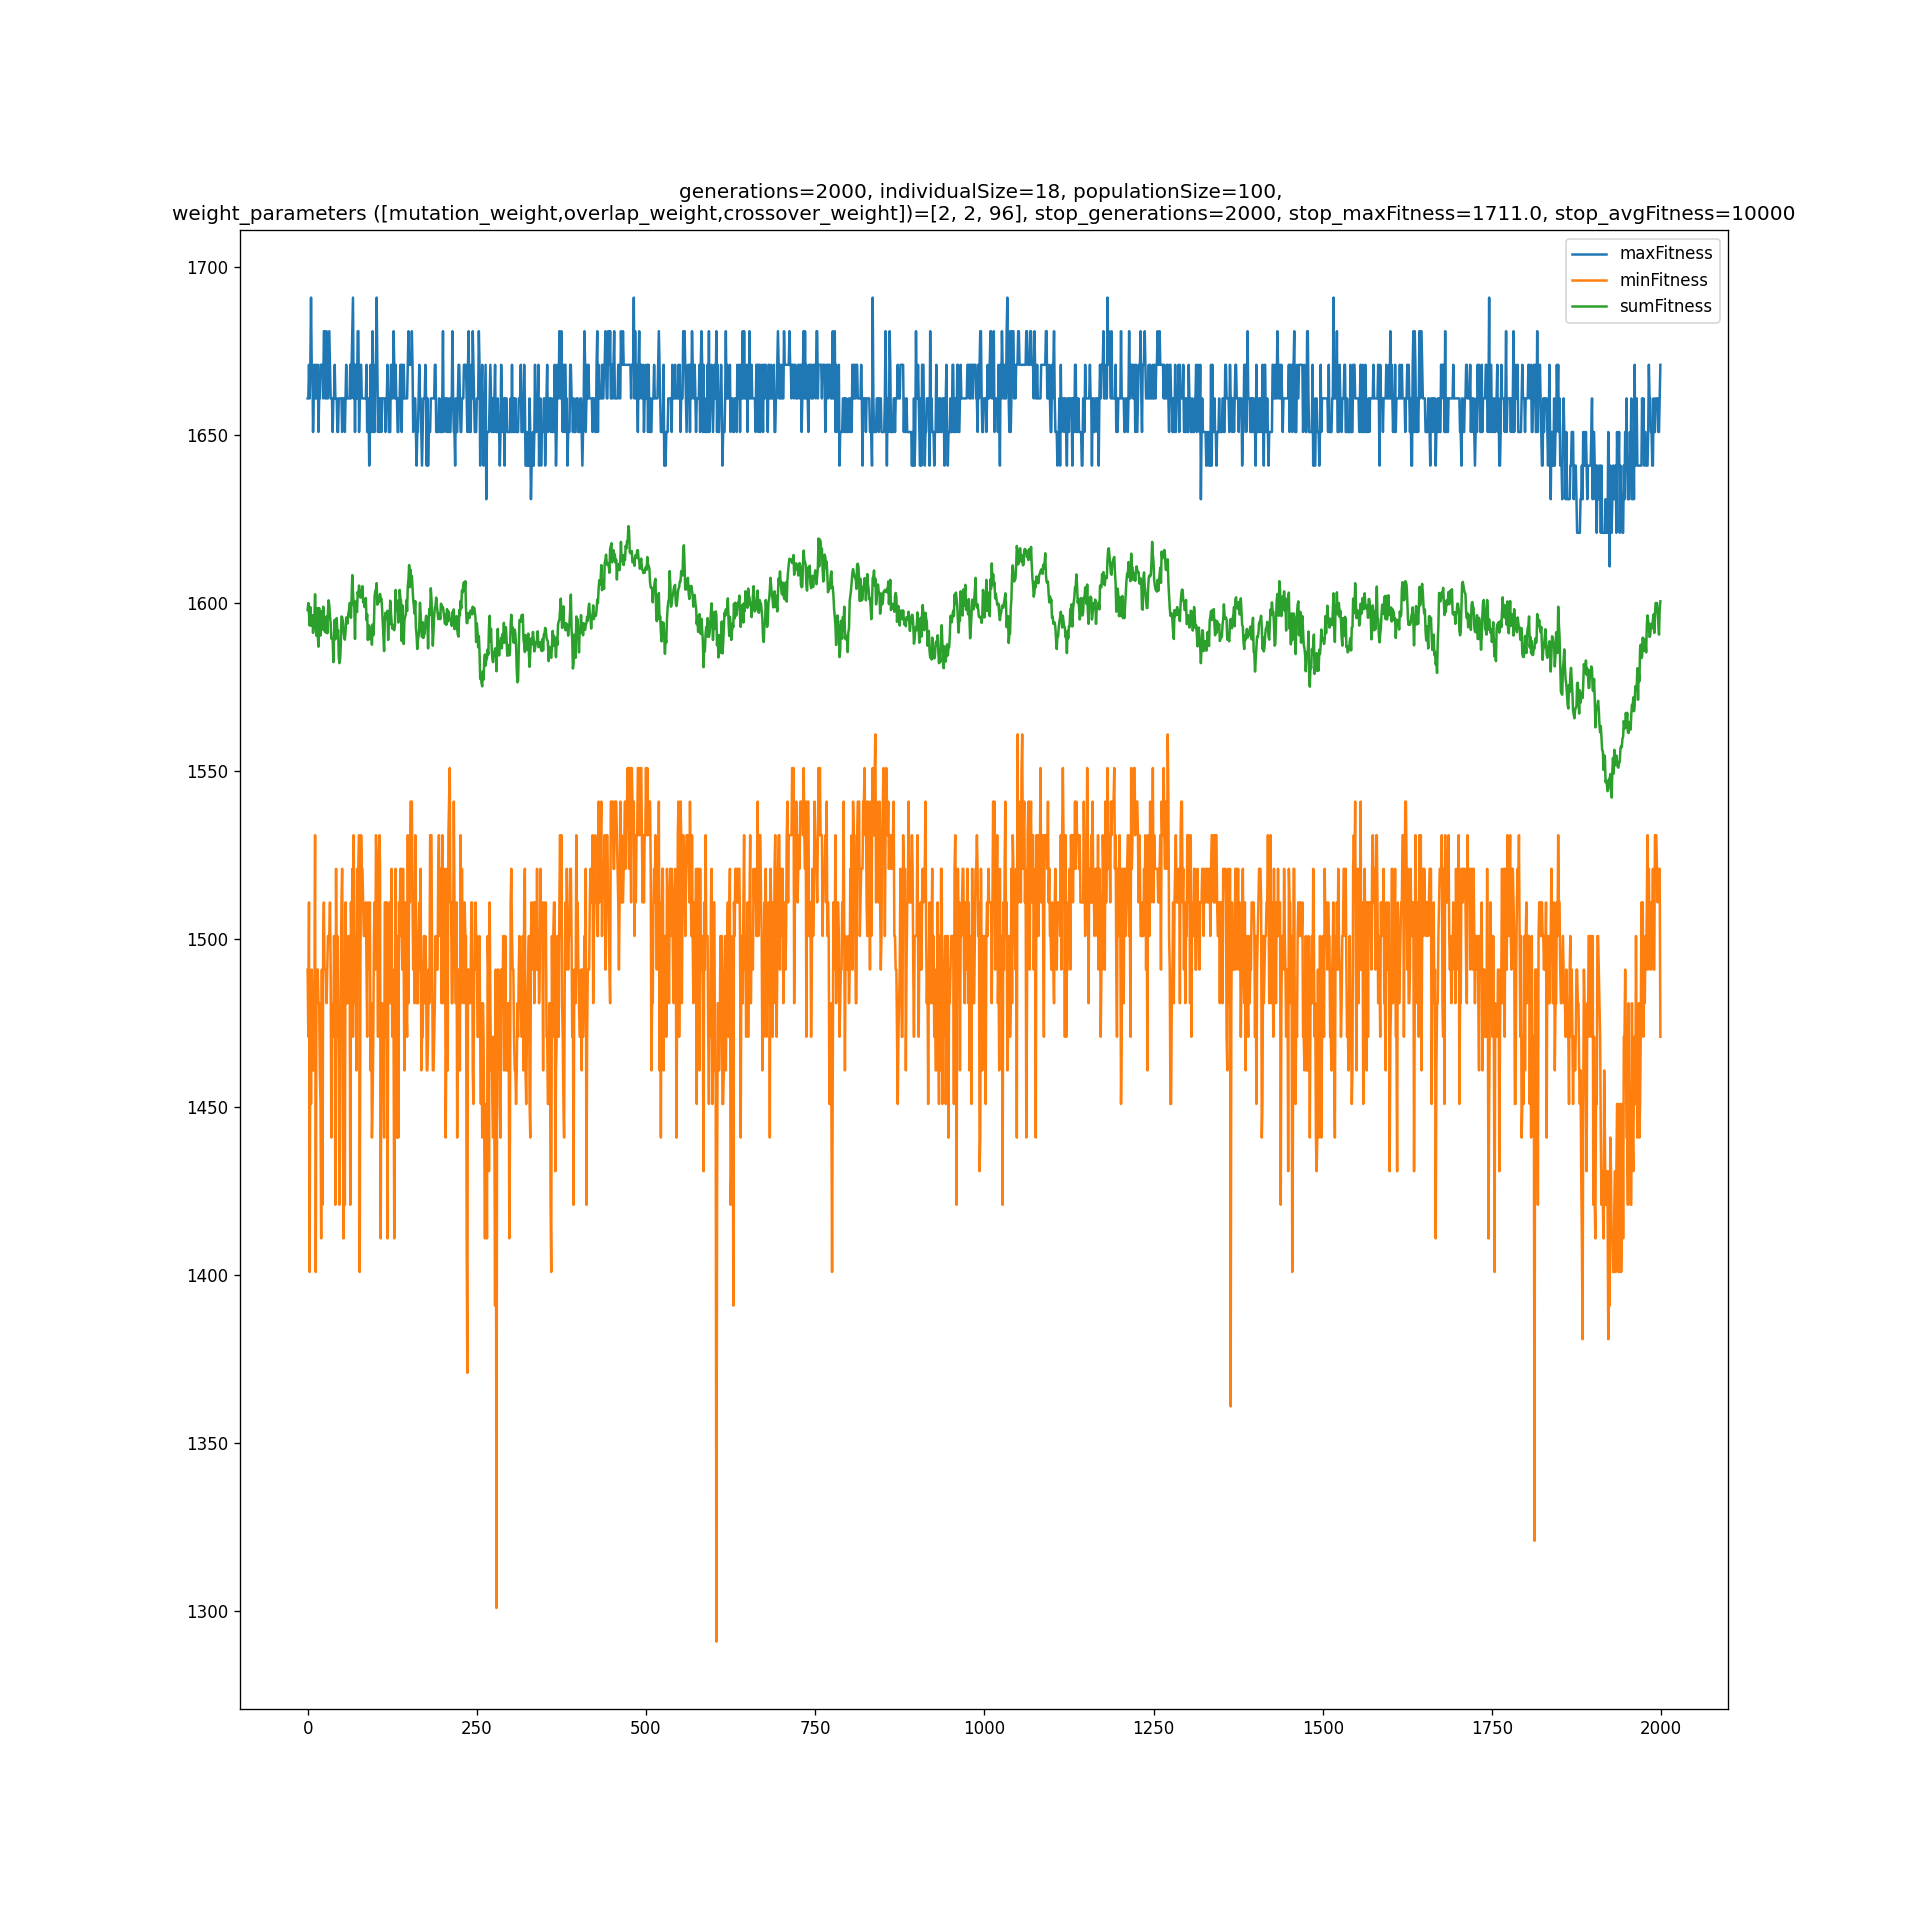 generations=2000, individualSize=18, populationSize=100,
weight_parameters ([mutation_weight,overlap_weight,crossover_weight])=[2, 2, 96], stop_generations=2000, stop_maxFitness=1711.0, stop_avgFitness=10000
maxFitness
minFitness
sumFitness
1700
1650
1600
1550
1500
1450
1400
1350
1300
0 250 500 750 1000 1250 1500 1750 2000